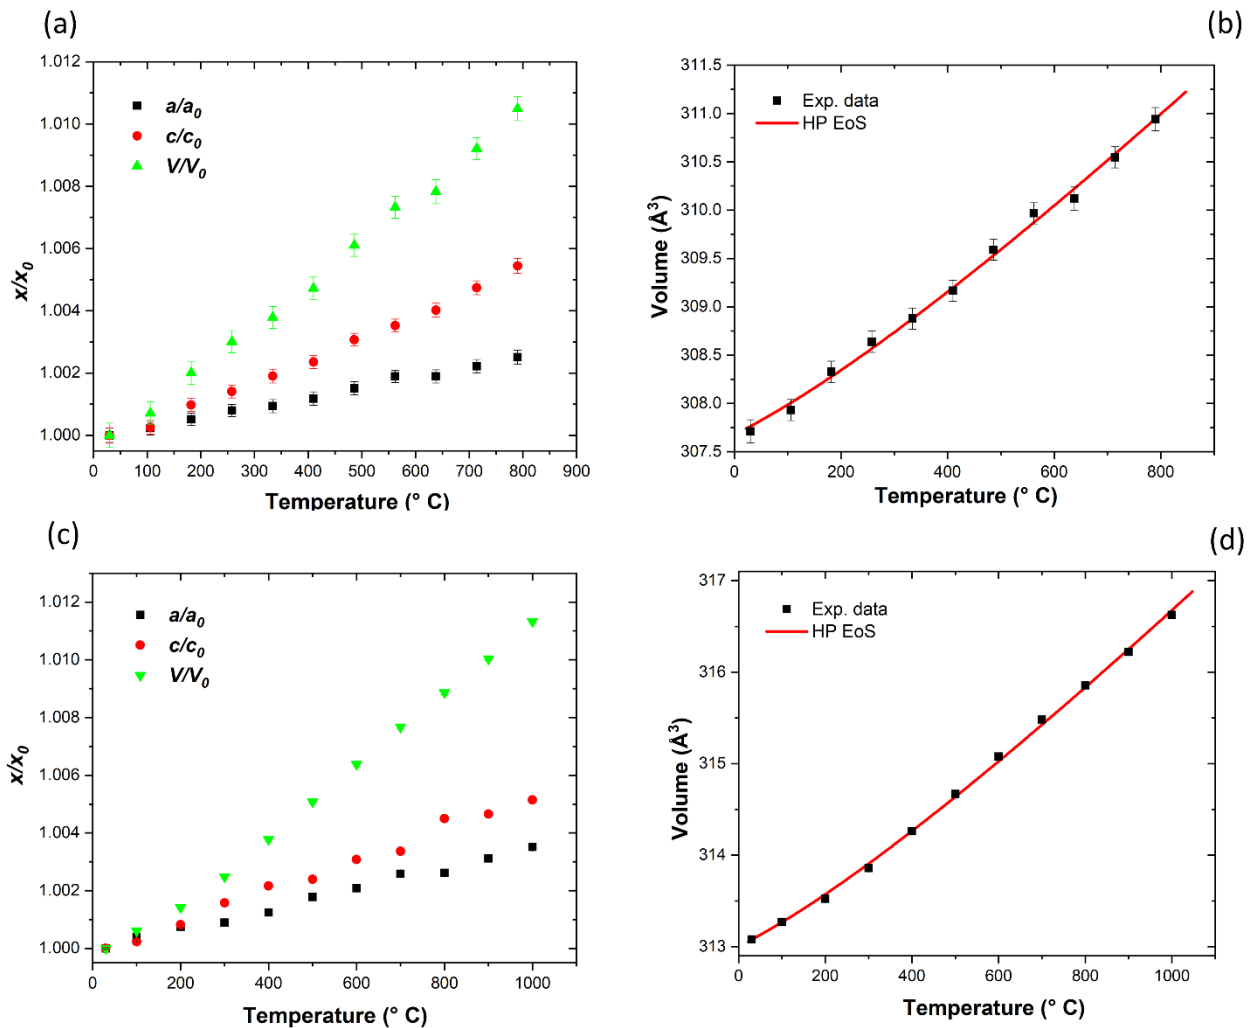 (a)
1.012
1.010
1.008
1.006
1.004
1.002
1.000
x/x0
a/a0
c/c0
V/V0
0 100 200 300 400 500 600 700 800 900
Temperature (° C)
(b)
311.5
311.0
310.5
310.0
309.5
309.0
308.5
308.0
307.5
Volume (Å3)
Exp. data
HP EoS
0 200 400 600 800
Temperature (° C)
(c)
1.012
1.010
1.008
1.006
1.004
1.002
1.000
x/x0
a/a0
c/c0
V/V0
0 200 400 600 800 1000
Temperature (° C)
(d)
317
316
315
314
313
Volume (Å3)
Exp. data
HP EoS
0 200 400 600 800 1000
Temperature (° C)